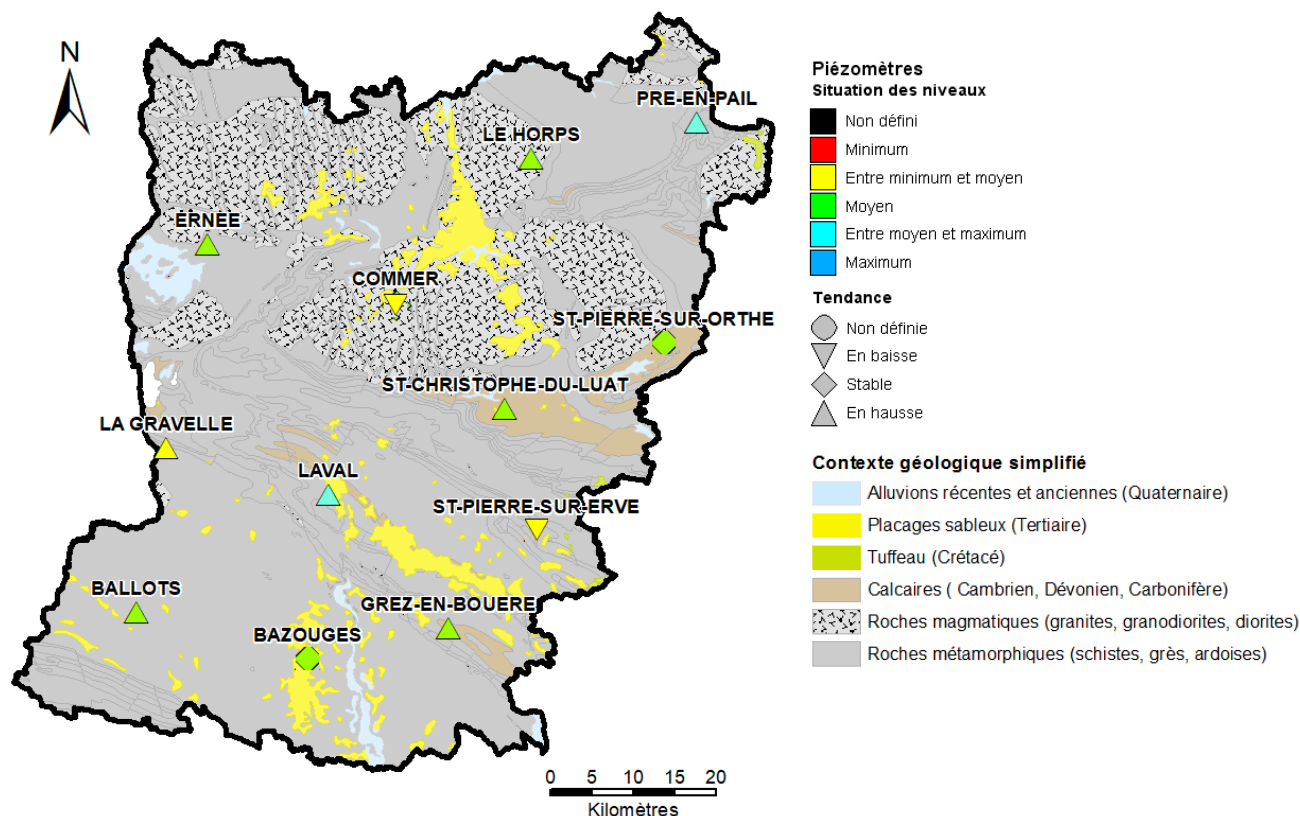 N
PRE-EN-PAIL
LE HORPS
ERNEE
COMMER
ST-PIERRE-SUR-ORTHE
ST-CHRISTOPHE-DU-LUAT
LA GRAVELLE
LAVAL
ST-PIERRE-SUR-ERVE
BALLOTS
GREZ-EN-BOUERE
BAZOUGES
0 5 10 15 20
Kilomètres
Piézomètres
Situation des niveaux
Non défini
Minimum
Entre minimum et moyen
Moyen
Entre moyen et maximum
Maximum
Tendance
Non définie
En baisse
Stable
En hausse
Contexte géologique simplifié
Alluvions récentes et anciennes (Quaternaire)
Placages sableux (Tertiaire)
Tuffeau (Crétacé)
Calcaires ( Cambrien, Dévonien, Carbonifère)
Roches magmatiques (granites, granodiorites, diorites)
Roches métamorphiques (schistes, grès, ardoises)